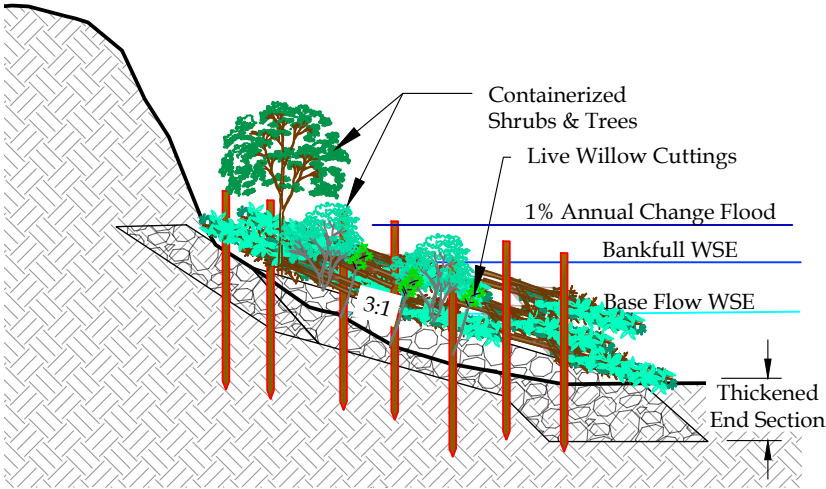 Containerized
Shrubs & Trees
Live Willow Cuttings
1% Annual Change Flood
Bankfull WSE
Base Flow WSE
3:1
Thickened
End Section